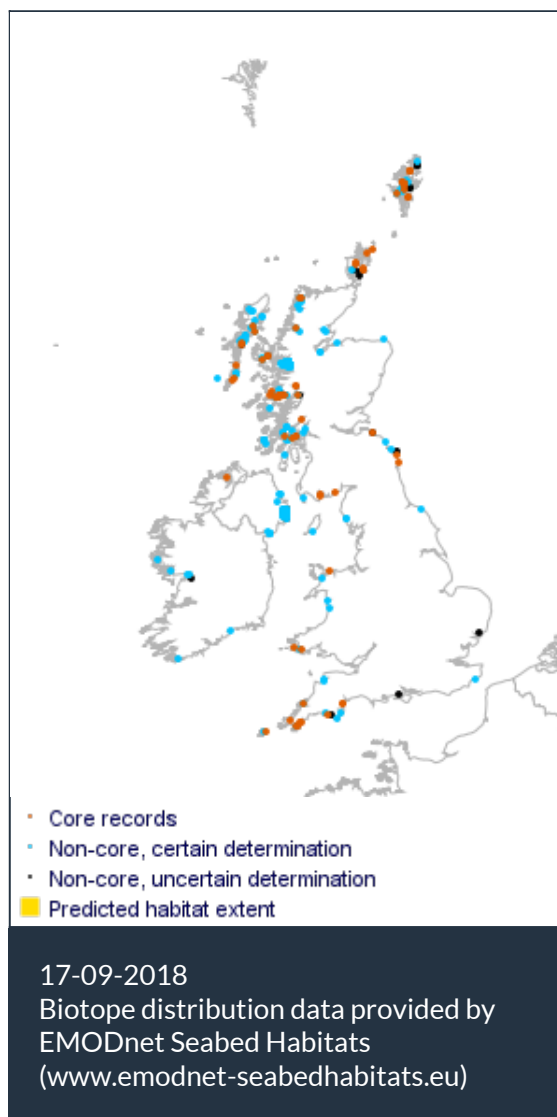 Core records
Non-core, certain determination
Non-core, uncertain determination
Predicted habitat extent
17-09-2018
Biotope distribution data provided by
EMODnet Seabed Habitats
(www.emodnet-seabedhabitats.eu)